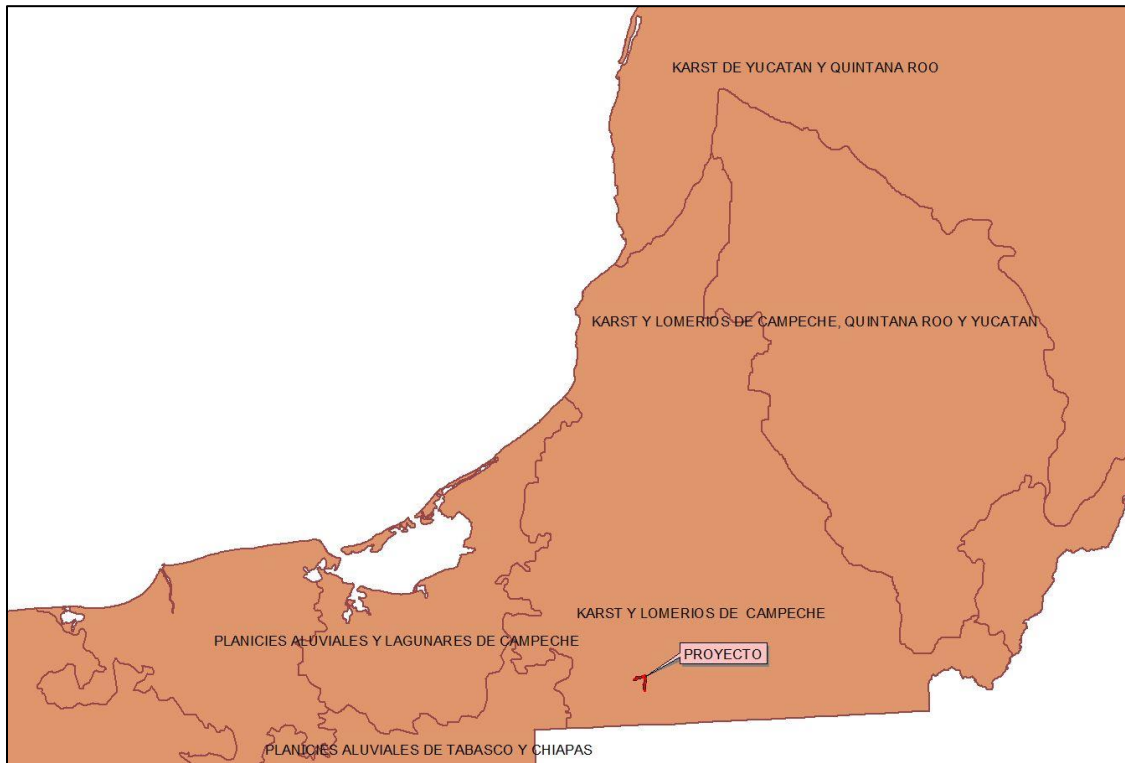 KARST DE YUCATAN Y QUINTANA ROO
KARST Y LOMERIOS DE CAMPECHE, QUINTANA ROO Y YUCATAN
KARST Y LOMERIOS DE CAMPECHE
PLANICIES ALUVIALES Y LAGUNARES DE CAMPECHE
PROYECTO
PLANICIES ALUVIALES DE TABASCO Y CHIAPAS